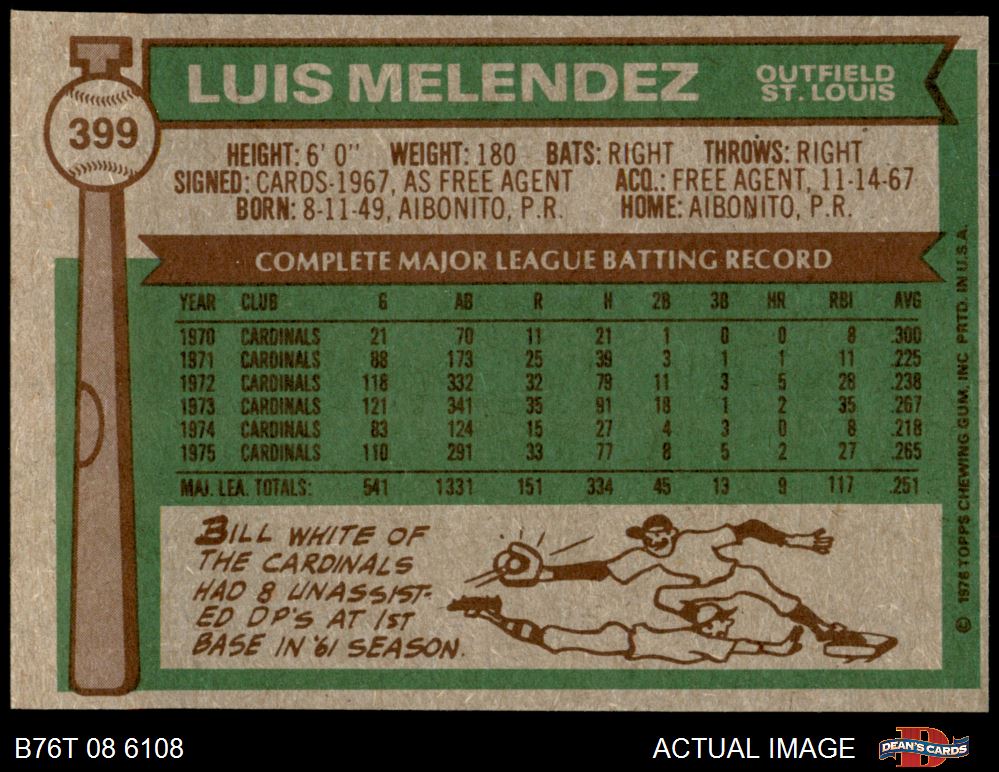 399
LUIS MELENDEZ
OUTFIELD
ST. LOUIS
HEIGHT: 6' 0" WEIGHT: 180 BATS: RIGHT THROWS: RIGHT
SIGNED: CARDS-1967, AS FREE AGENT ACQ.: FREE AGENT, 11-14-67
BORN: 8-11-49, AIBONITO, P.R. HOME: AIBONITO, P.R.
COMPLETE MAJOR LEAGUE BATTING RECORD
YEAR CLUB G AB R H 2B 3B HR RBI AVG
1970 CARDINALS 21 70 11 21 1 0 0 8 .300
1971 CARDINALS 88 173 25 39 3 1 1 11 .225
1972 CARDINALS 118 332 32 79 11 3 5 28 .238
1973 CARDINALS 121 341 35 91 18 1 2 35 .267
1974 CARDINALS 83 124 15 27 4 3 0 8 .218
1975 CARDINALS 110 291 33 77 8 5 2 27 .265
MAJ. LEA. TOTALS: 541 1331 151 334 45 13 9 117 .251
BILL WHITE OF
THE CARDINALS
HAD 8 UNASSIST-
ED DP'S AT 1ST
BASE IN '61 SEASON.
© 1976 TOPPS CHEWING GUM, INC. PRTD. IN U.S.A.
B76T 08 6108
ACTUAL IMAGE
DEAN'S CARDS